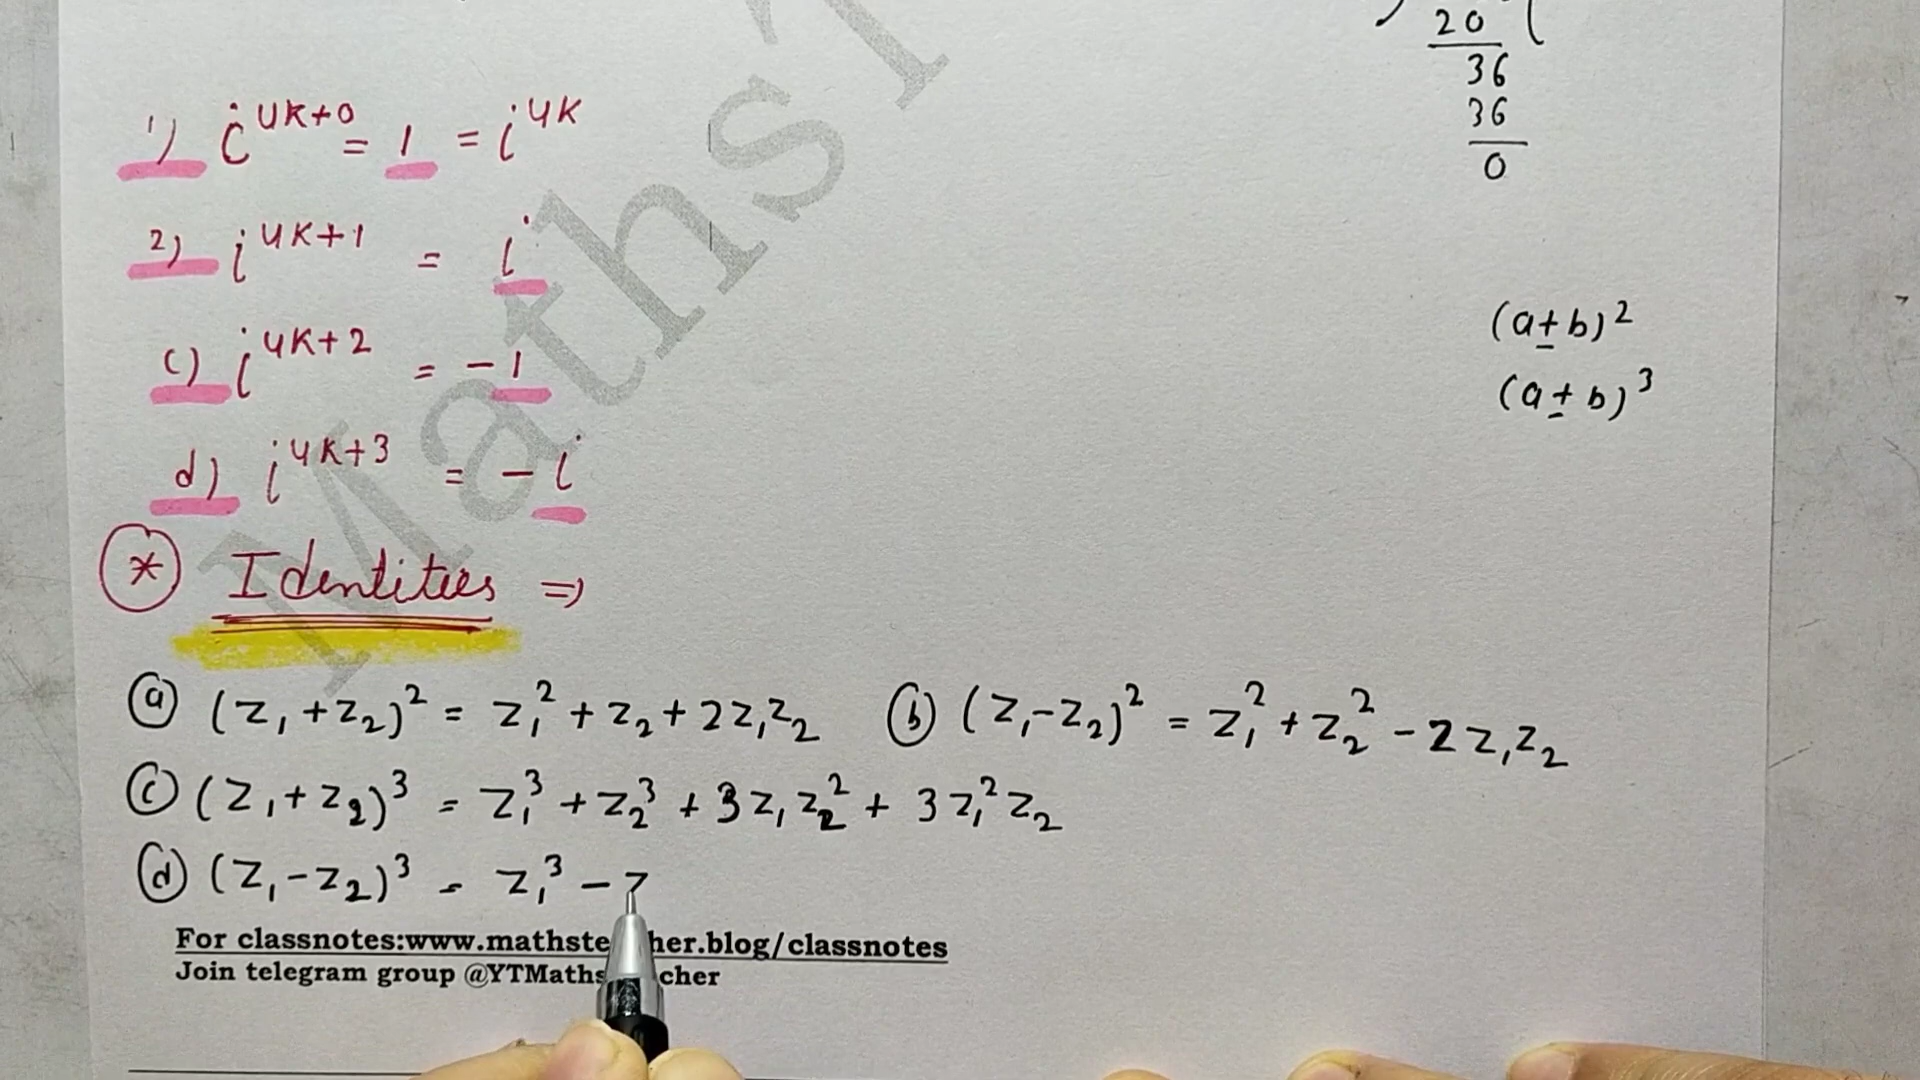 20
36
36
0
1) i^{4K+0} = 1 = i^{4K}
2) i^{4K+1} = i
c) i^{4K+2} = -1
d) i^{4K+3} = -i
(a±b)²
(a±b)³
* Identities ⇒
ⓐ (z₁+z₂)² = z₁²+z₂+2z₁z₂ ⓑ (z₁-z₂)² = z₁²+z₂²-2z₁z₂
ⓒ (z₁+z₂)³ = z₁³+z₂³+3z₁z₂²+3z₁²z₂
ⓓ (z₁-z₂)³ = z₁³-z
For classnotes:www.mathste her.blog/classnotes
Join telegram group @YTMaths cher
MathsT